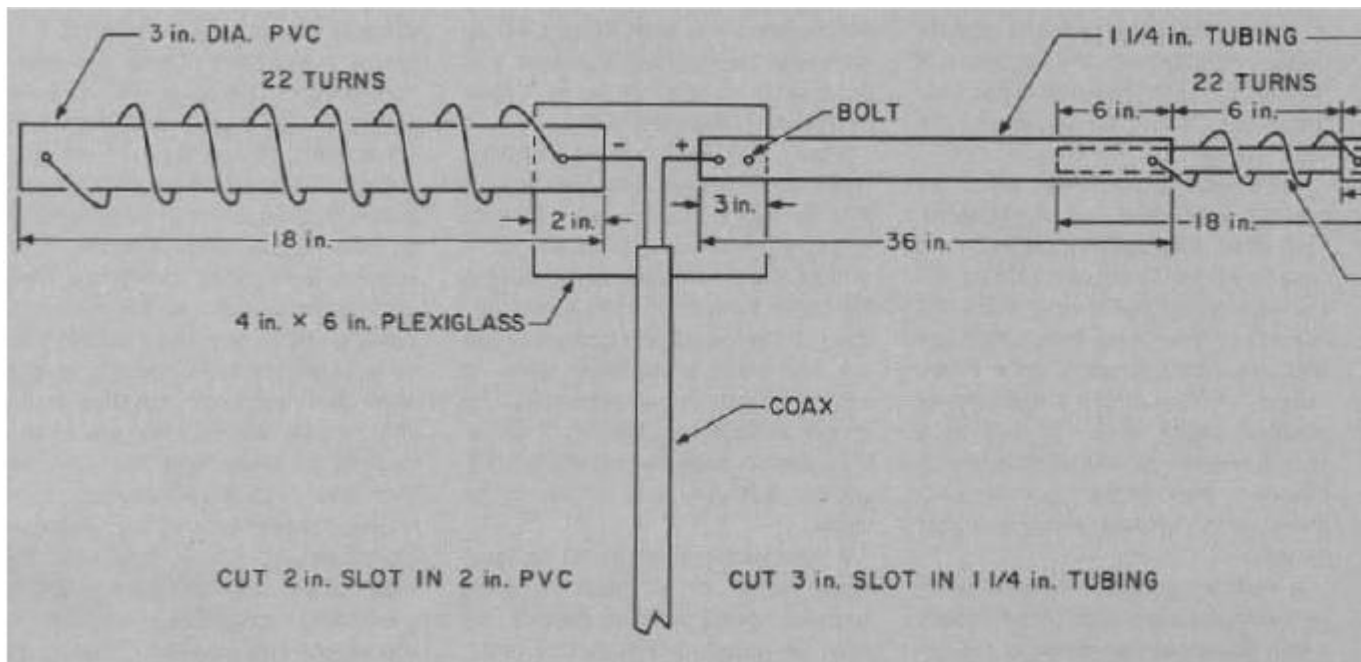 3 in. DIA. PVC
1 1/4 in. TUBING
22 TURNS
22 TURNS
6 in.
6 in.
BOLT
-
+
2 in.
3 in.
18 in.
18 in.
36 in.
4 in. × 6 in. PLEXIGLASS
COAX
CUT 2 in. SLOT IN 2 in. PVC
CUT 3 in. SLOT IN 1 1/4 in. TUBING